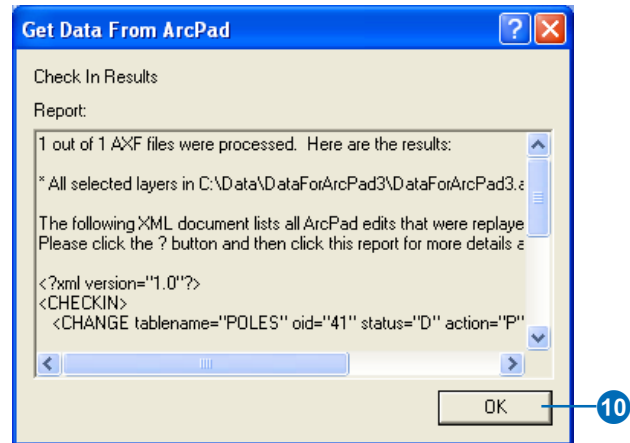 Get Data From ArcPad
Check In Results
Report:
1 out of 1 AXF files were processed. Here are the results:
* All selected layers in C:\Data\DataForArcPad3\DataForArcPad3.a
The following XML document lists all ArcPad edits that were replaye
Please click the ? button and then click this report for more details a
<?xml version="1.0"?>
<CHECKIN>
<CHANGE tablename="POLES" oid="41" status="D" action="P"
OK
10